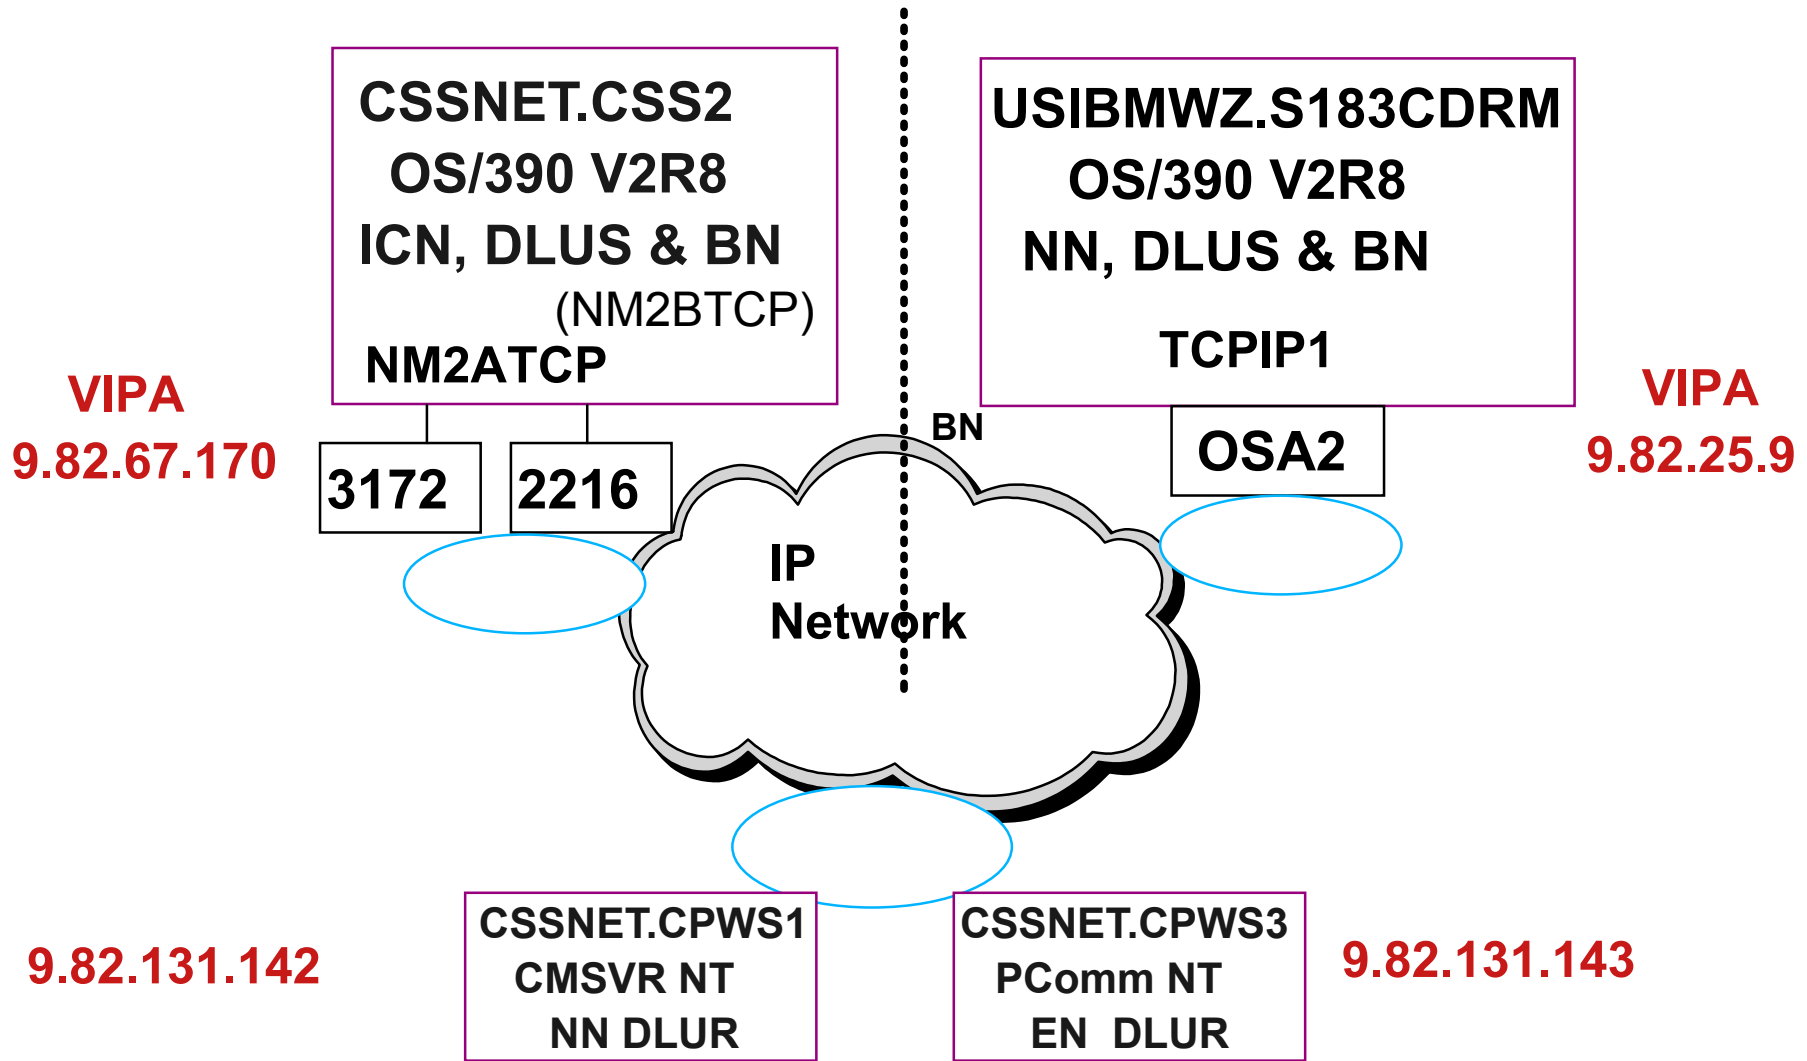 CSSNET.CSS2
OS/390 V2R8
ICN, DLUS & BN
(NM2BTCP)
NM2ATCP
USIBMWZ.S183CDRM
OS/390 V2R8
NN, DLUS & BN
TCPIP1
VIPA
9.82.67.170
3172
2216
BN
OSA2
VIPA
9.82.25.9
IP
Network
9.82.131.142
CSSNET.CPWS1
CMSVR NT
NN DLUR
CSSNET.CPWS3
PComm NT
EN DLUR
9.82.131.143